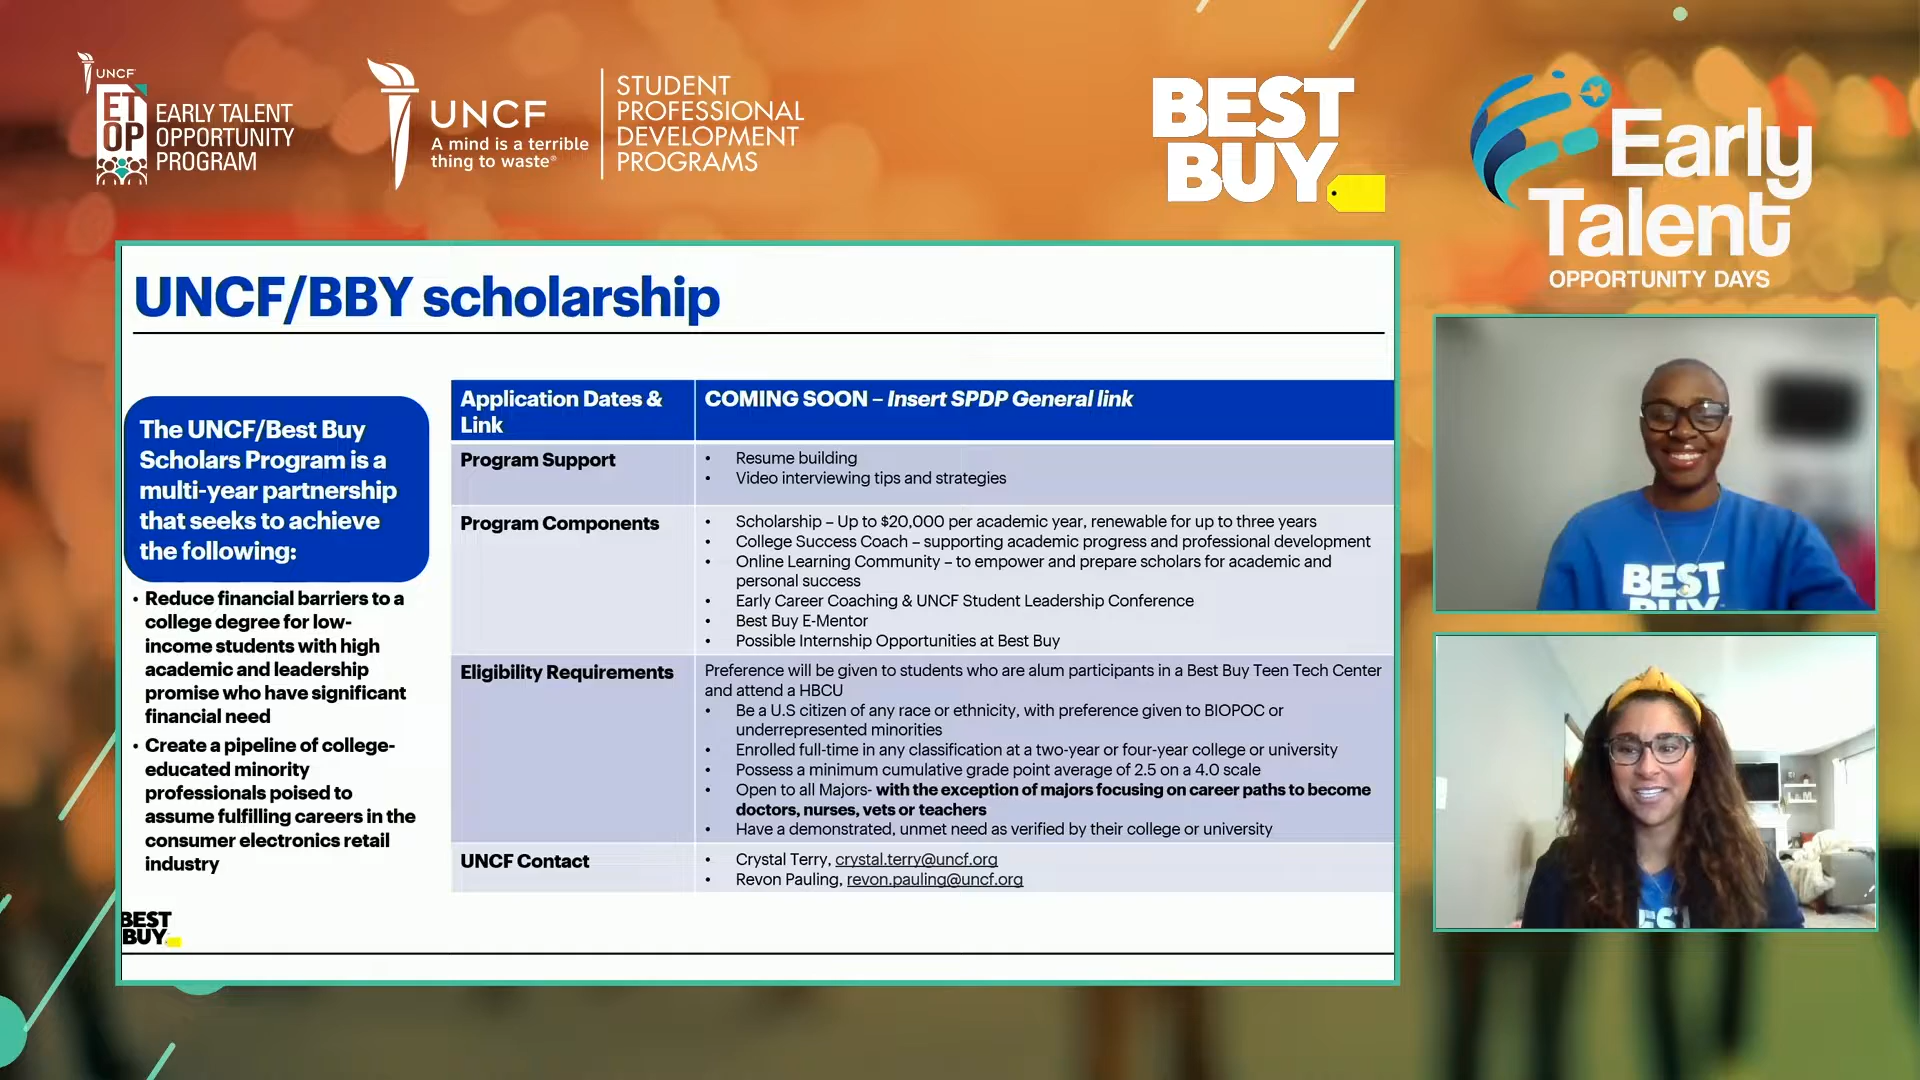 UNCF
ETOP
EARLY TALENT
OPPORTUNITY
PROGRAM
UNCF
A mind is a terrible
thing to waste®
STUDENT
PROFESSIONAL
DEVELOPMENT
PROGRAMS
BEST
BUY
Early
Talent
OPPORTUNITY DAYS
UNCF/BBY scholarship
The UNCF/Best Buy
Scholars Program is a
multi-year partnership
that seeks to achieve
the following:
• Reduce financial barriers to a
college degree for low-
income students with high
academic and leadership
promise who have significant
financial need
• Create a pipeline of college-
educated minority
professionals poised to
assume fulfilling careers in the
consumer electronics retail
industry
Application Dates &
Link
COMING SOON – Insert SPDP General link
Program Support
• Resume building
• Video interviewing tips and strategies
Program Components
• Scholarship – Up to $20,000 per academic year, renewable for up to three years
• College Success Coach – supporting academic progress and professional development
• Online Learning Community – to empower and prepare scholars for academic and
personal success
• Early Career Coaching & UNCF Student Leadership Conference
• Best Buy E-Mentor
• Possible Internship Opportunities at Best Buy
Eligibility Requirements
Preference will be given to students who are alum participants in a Best Buy Teen Tech Center
and attend a HBCU
• Be a U.S citizen of any race or ethnicity, with preference given to BIOPOC or
underrepresented minorities
• Enrolled full-time in any classification at a two-year or four-year college or university
• Possess a minimum cumulative grade point average of 2.5 on a 4.0 scale
• Open to all Majors- with the exception of majors focusing on career paths to become
doctors, nurses, vets or teachers
• Have a demonstrated, unmet need as verified by their college or university
UNCF Contact
• Crystal Terry, crystal.terry@uncf.org
• Revon Pauling, revon.pauling@uncf.org
BEST
BUY
BEST
BUY